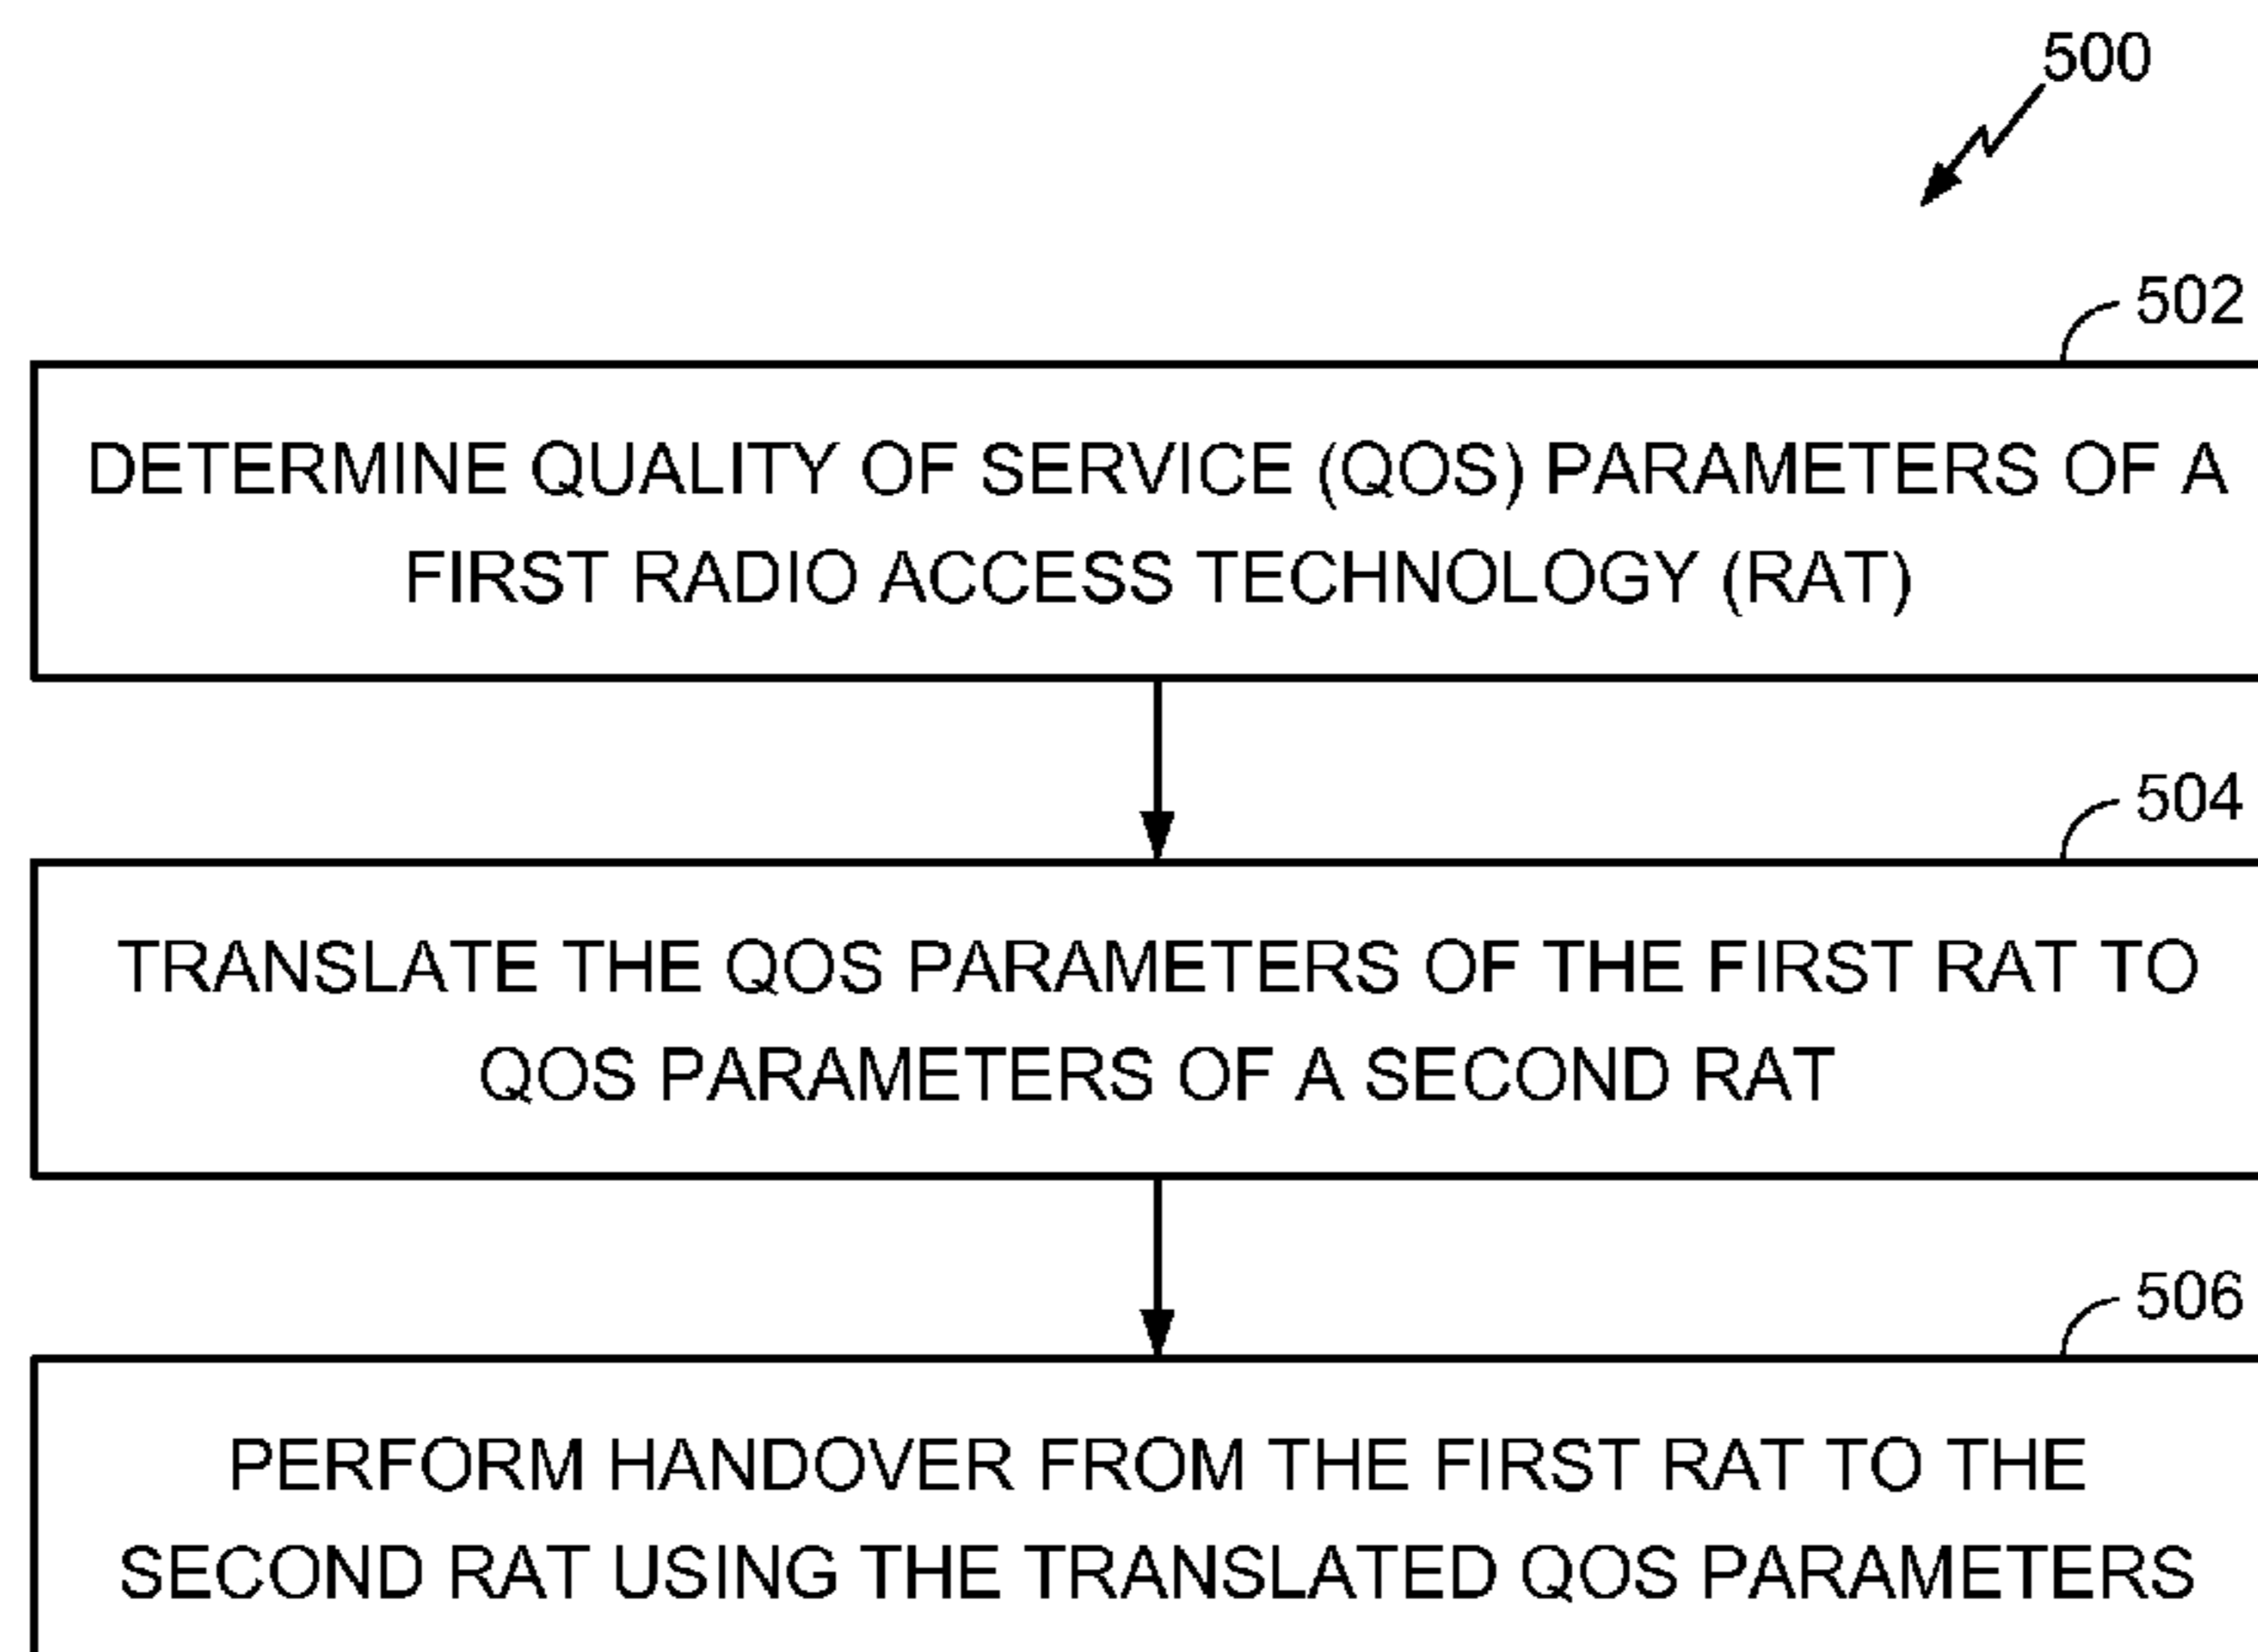 500
502
DETERMINE QUALITY OF SERVICE (QOS) PARAMETERS OF A
FIRST RADIO ACCESS TECHNOLOGY (RAT)
504
TRANSLATE THE QOS PARAMETERS OF THE FIRST RAT TO
QOS PARAMETERS OF A SECOND RAT
506
PERFORM HANDOVER FROM THE FIRST RAT TO THE
SECOND RAT USING THE TRANSLATED QOS PARAMETERS